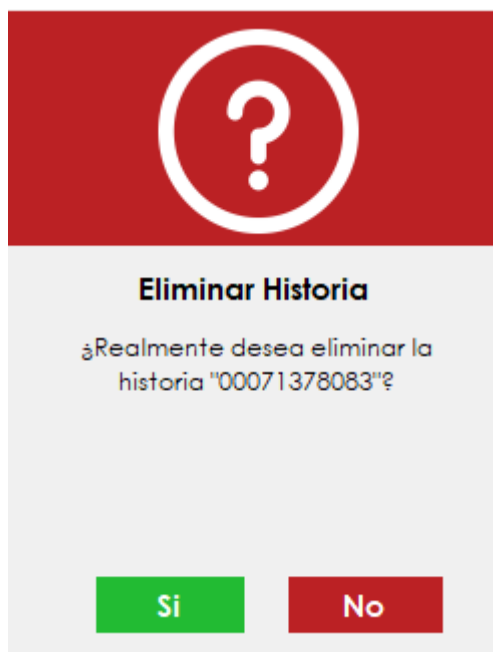 ?
Eliminar Historia
¿Realmente desea eliminar la
historia "00071378083"?
Si No